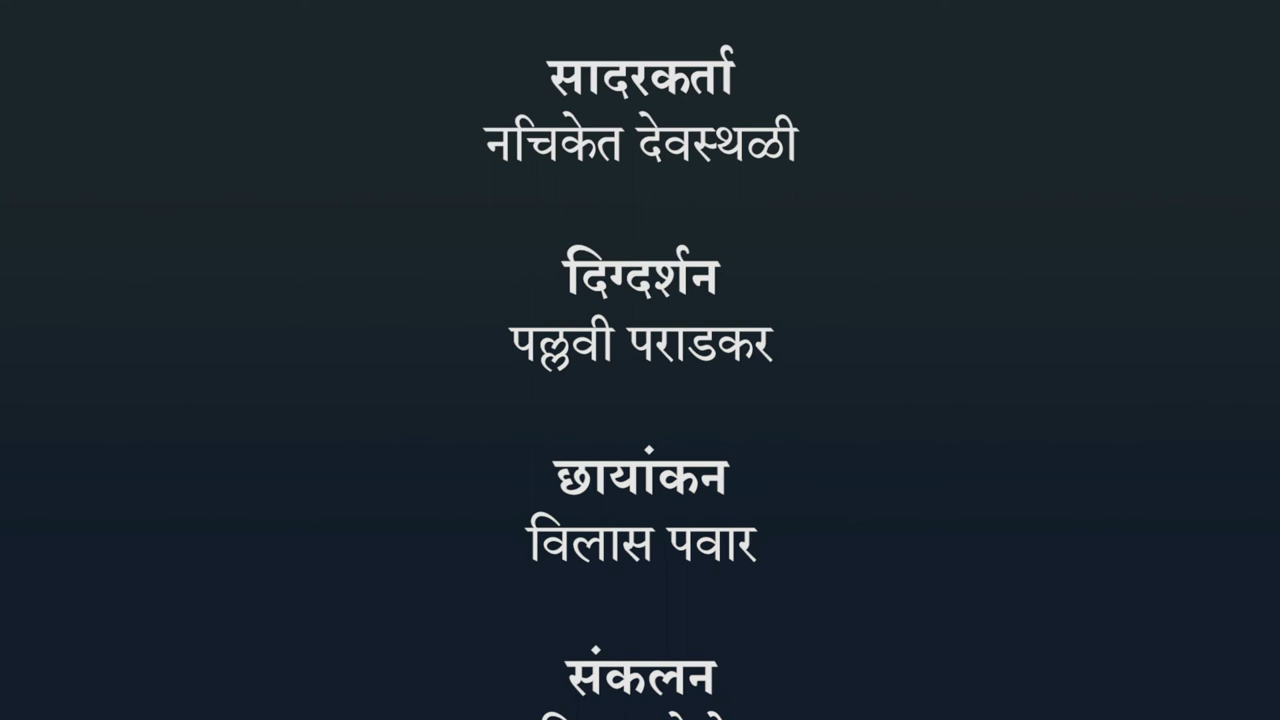 सादरकर्ता
नचिकेत देवस्थळी
दिग्दर्शन
पल्लवी पराडकर
छायांकन
विलास पवार
संकलन